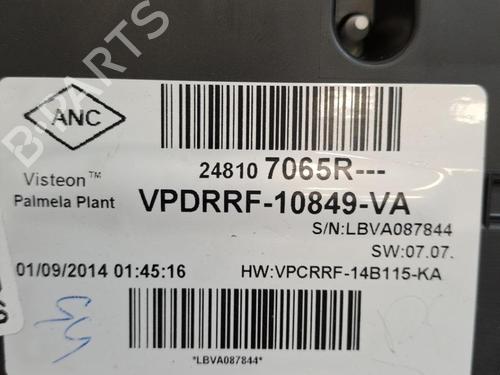 ANC
24810 7065R---
Visteon™
Palmela Plant
VPDRRF-10849-VA
S/N:LBVA087844
SW:07.07.
01/09/2014 01:45:16
HW:VPCRRF-14B115-KA
*LBVA087844*
B-PARTS